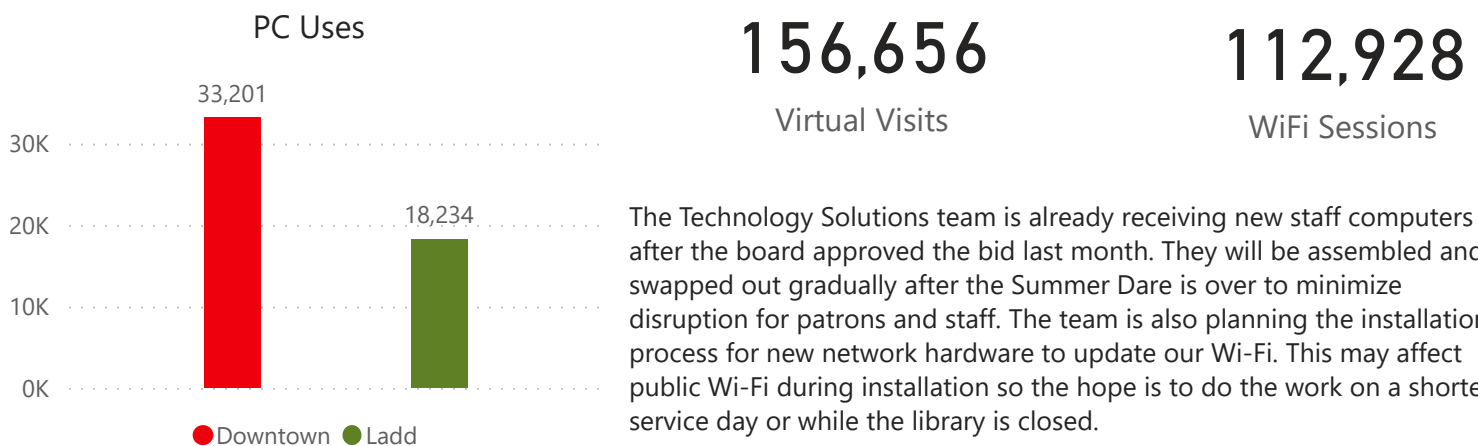 PC Uses
33,201
30K
20K
18,234
10K
0K
Downtown Ladd
156,656
Virtual Visits
112,928
WiFi Sessions
The Technology Solutions team is already receiving new staff computers
after the board approved the bid last month. They will be assembled
swapped out gradually after the Summer Dare is over to minimize
disruption for patrons and staff. The team is also planning the
process for new network hardware to update our Wi-Fi. This may affect
public Wi-Fi during installation so the hope is to do the work on a
service day or while the library is closed.